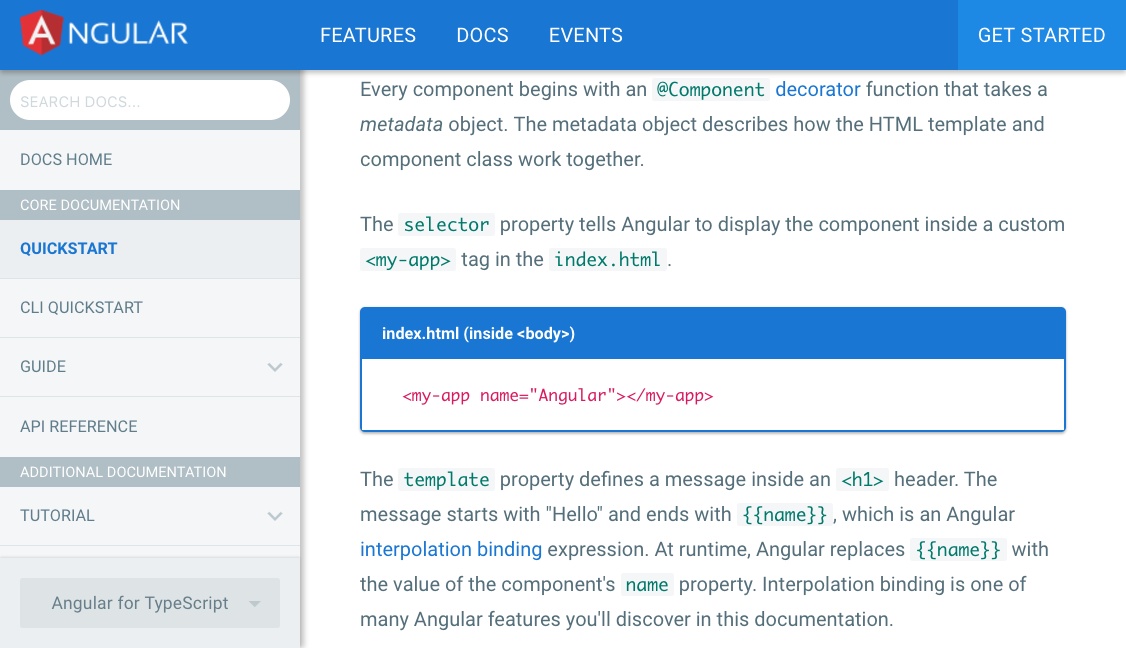 ANGULAR
FEATURES
DOCS
EVENTS
GET STARTED
SEARCH DOCS...
DOCS HOME
CORE DOCUMENTATION
QUICKSTART
CLI QUICKSTART
GUIDE
API REFERENCE
ADDITIONAL DOCUMENTATION
TUTORIAL
Angular for TypeScript
Every component begins with an @Component decorator function that takes a
metadata object. The metadata object describes how the HTML template and
component class work together.
The selector property tells Angular to display the component inside a custom
<my-app> tag in the index.html.
index.html (inside <body>)
<my-app name="Angular"></my-app>
The template property defines a message inside an <h1> header. The
message starts with "Hello" and ends with {{name}}, which is an Angular
interpolation binding expression. At runtime, Angular replaces {{name}} with
the value of the component's name property. Interpolation binding is one of
many Angular features you'll discover in this documentation.